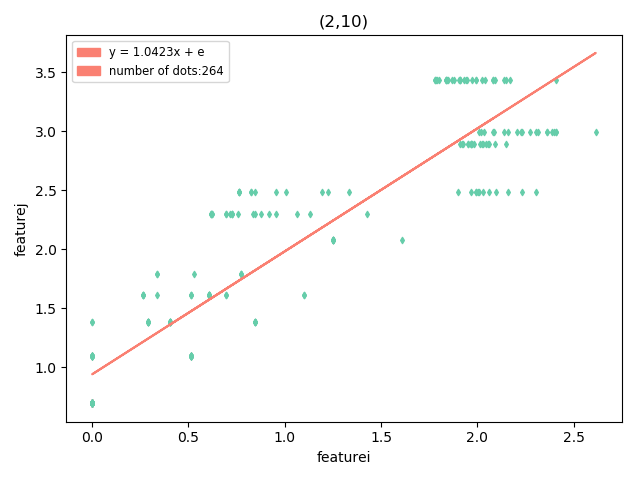 (2,10)
y = 1.0423x + e
number of dots:264
3.5
3.0
2.5
2.0
1.5
1.0
featurej
0.0 0.5 1.0 1.5 2.0 2.5
featurei